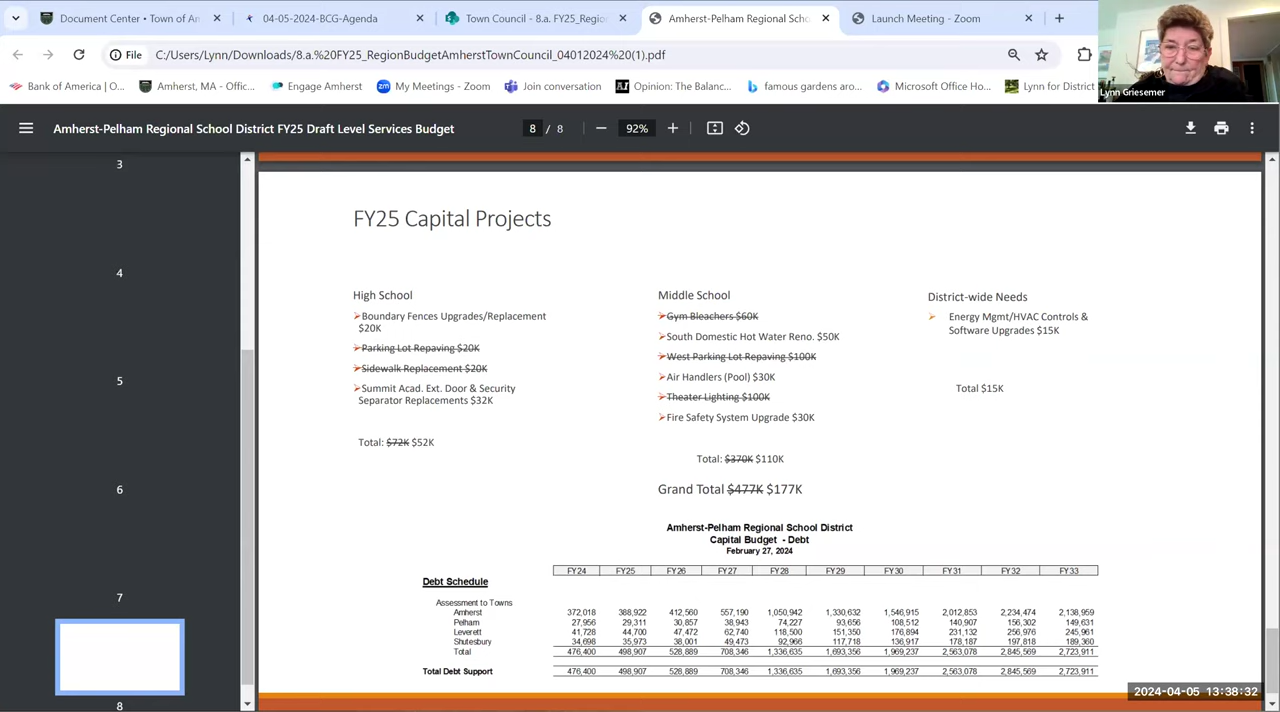 Document Center • Town of An
04-05-2024-BCG-Agenda
Town Council - 8.a. FY25_Regio
Amherst-Pelham Regional Scho
Launch Meeting - Zoom
File
C:/Users/Lynn/Downloads/8.a.%20FY25_RegionBudgetAmherstTownCouncil_04012024%20(1).pdf
Bank of America | O...
Amherst, MA - Offic...
Engage Amherst
My Meetings - Zoom
Join conversation
Opinion: The Balanc...
famous gardens aro...
Microsoft Office Ho...
Lynn for District
Lynn Griesemer
Amherst-Pelham Regional School District FY25 Draft Level Services Budget
8 / 8
92%
3
4
5
6
7
8
FY25 Capital Projects
High School
Boundary Fences Upgrades/Replacement
$20K
Parking Lot Repaving $20K
Sidewalk Replacement $20K
Summit Acad. Ext. Door & Security
Separator Replacements $32K
Total: $72K $52K
Middle School
Gym Bleachers $60K
South Domestic Hot Water Reno. $50K
West Parking Lot Repaving $100K
Air Handlers (Pool) $30K
Theater Lighting $100K
Fire Safety System Upgrade $30K
Total: $370K $110K
Grand Total $477K $177K
District-wide Needs
Energy Mgmt/HVAC Controls &
Software Upgrades $15K
Total $15K
Amherst-Pelham Regional School District
Capital Budget - Debt
February 27, 2024
FY24 FY25 FY26 FY27 FY28 FY29 FY30 FY31 FY32 FY33
Debt Schedule
Assessment to Towns
Amherst 372,018 388,922 412,560 557,190 1,050,942 1,330,632 1,546,915 2,012,853 2,234,474 2,138,959
Pelham 27,956 29,311 30,857 38,943 74,227 93,656 108,512 140,907 156,302 149,631
Leverett 41,728 44,700 47,472 62,740 118,500 151,350 176,894 231,132 256,976 245,961
Shutesbury 34,698 35,973 38,001 49,473 92,966 117,718 136,917 178,187 197,818 189,360
Total 476,400 498,907 528,889 708,346 1,336,635 1,693,356 1,969,237 2,563,078 2,845,569 2,723,911
Total Debt Support 476,400 498,907 528,889 708,346 1,336,635 1,693,356 1,969,237 2,563,078 2,845,569 2,723,911
2024-04-05 13:38:32